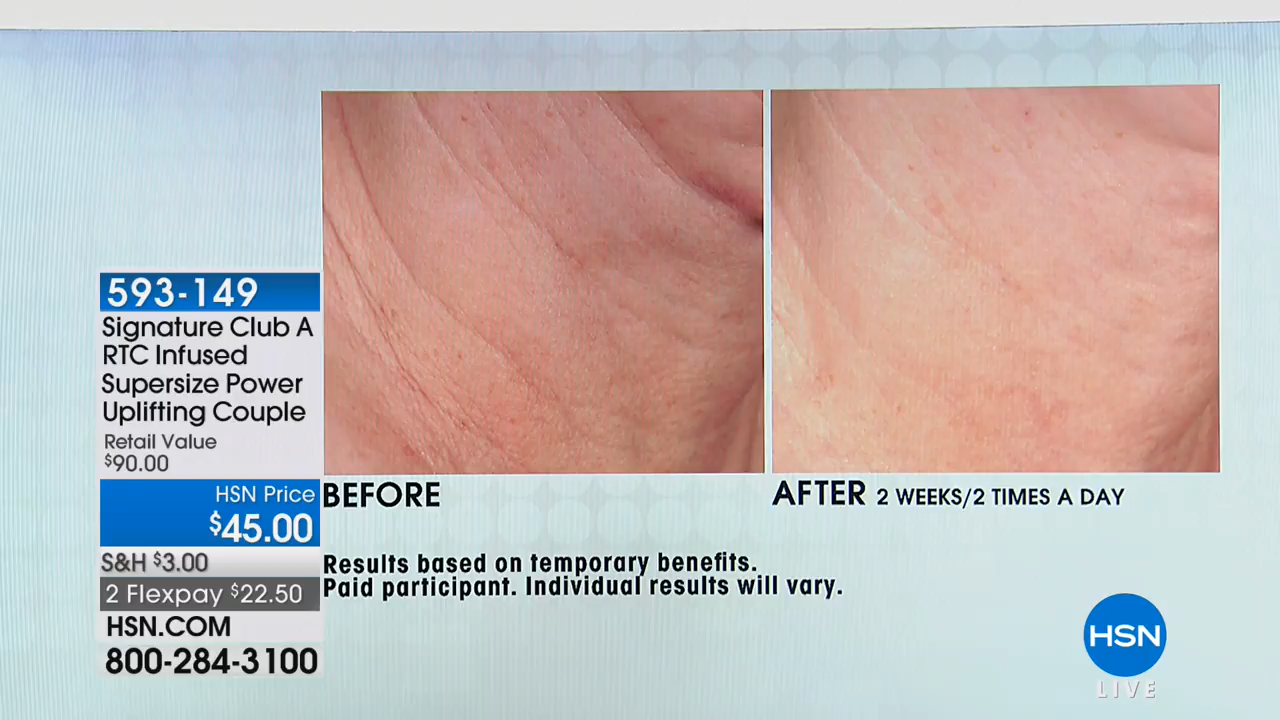 593-149
Signature Club A
RTC Infused
Supersize Power
Uplifting Couple
Retail Value
$90.00
HSN Price
$45.00
S&H $3.00
2 Flexpay $22.50
HSN.COM
800-284-3100
BEFORE
AFTER 2 WEEKS/2 TIMES A DAY
Results based on temporary benefits.
Paid participant. Individual results will vary.
HSN
LIVE